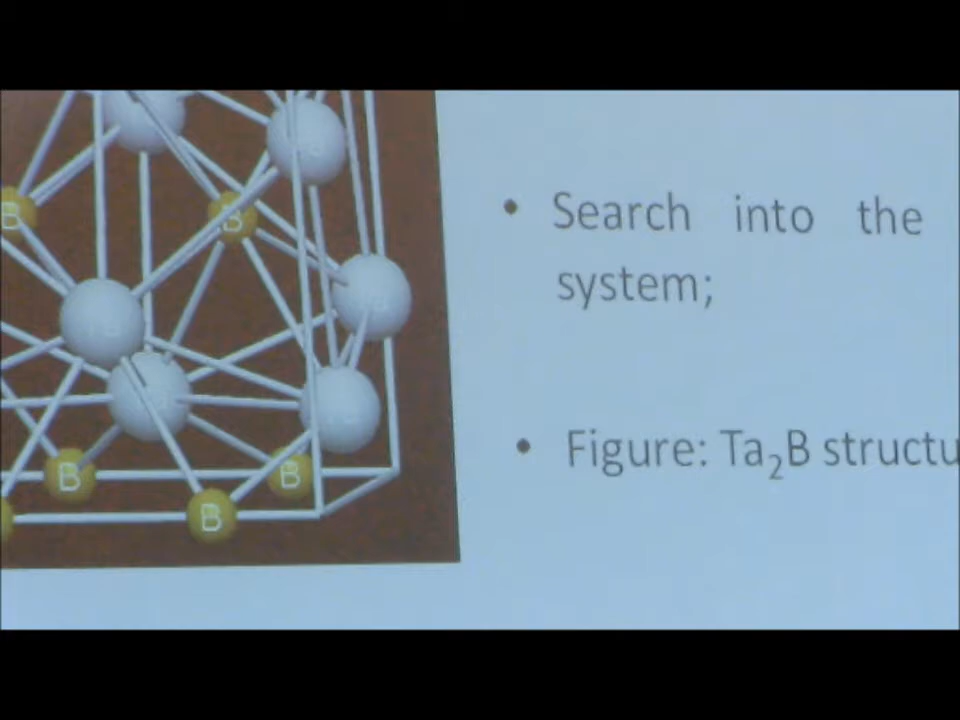 B
B
• Search into the
system;
• Figure: Ta₂B structu
B
B
B